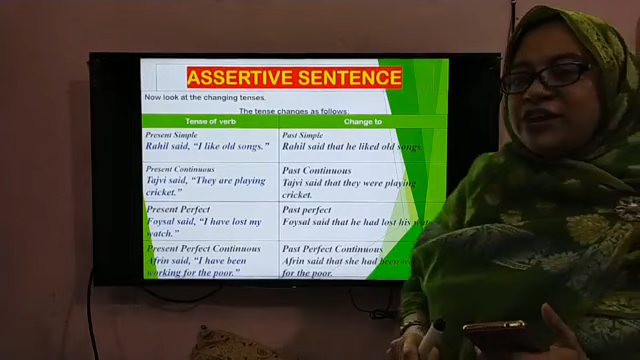 ASSERTIVE SENTENCE
Now look at the changing tenses.
The tense changes as follows:
Tense of verb
Change to
Present Simple
Rahil said, "I like old songs."
Past Simple
Rahil said that he liked old songs.
Present Continuous
Tajvi said, "They are playing
cricket."
Past Continuous
Tajvi said that they were playing
cricket.
Present Perfect
Foysal said, "I have lost my
watch."
Past perfect
Foysal said that he had lost his
Present Perfect Continuous
Afrin said, "I have been
working for the poor."
Past Perfect Continuous
Afrin said that she had been
for the poor.